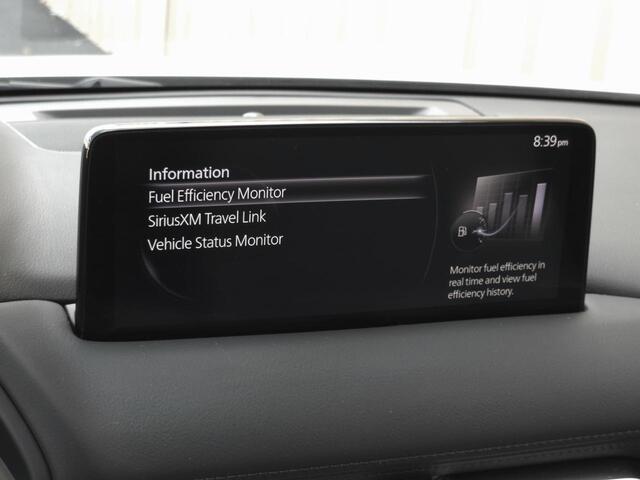 8:39pm
Information
Fuel Efficiency Monitor
SiriusXM Travel Link
Vehicle Status Monitor
Monitor fuel efficiency in
real time and view fuel
efficiency history.